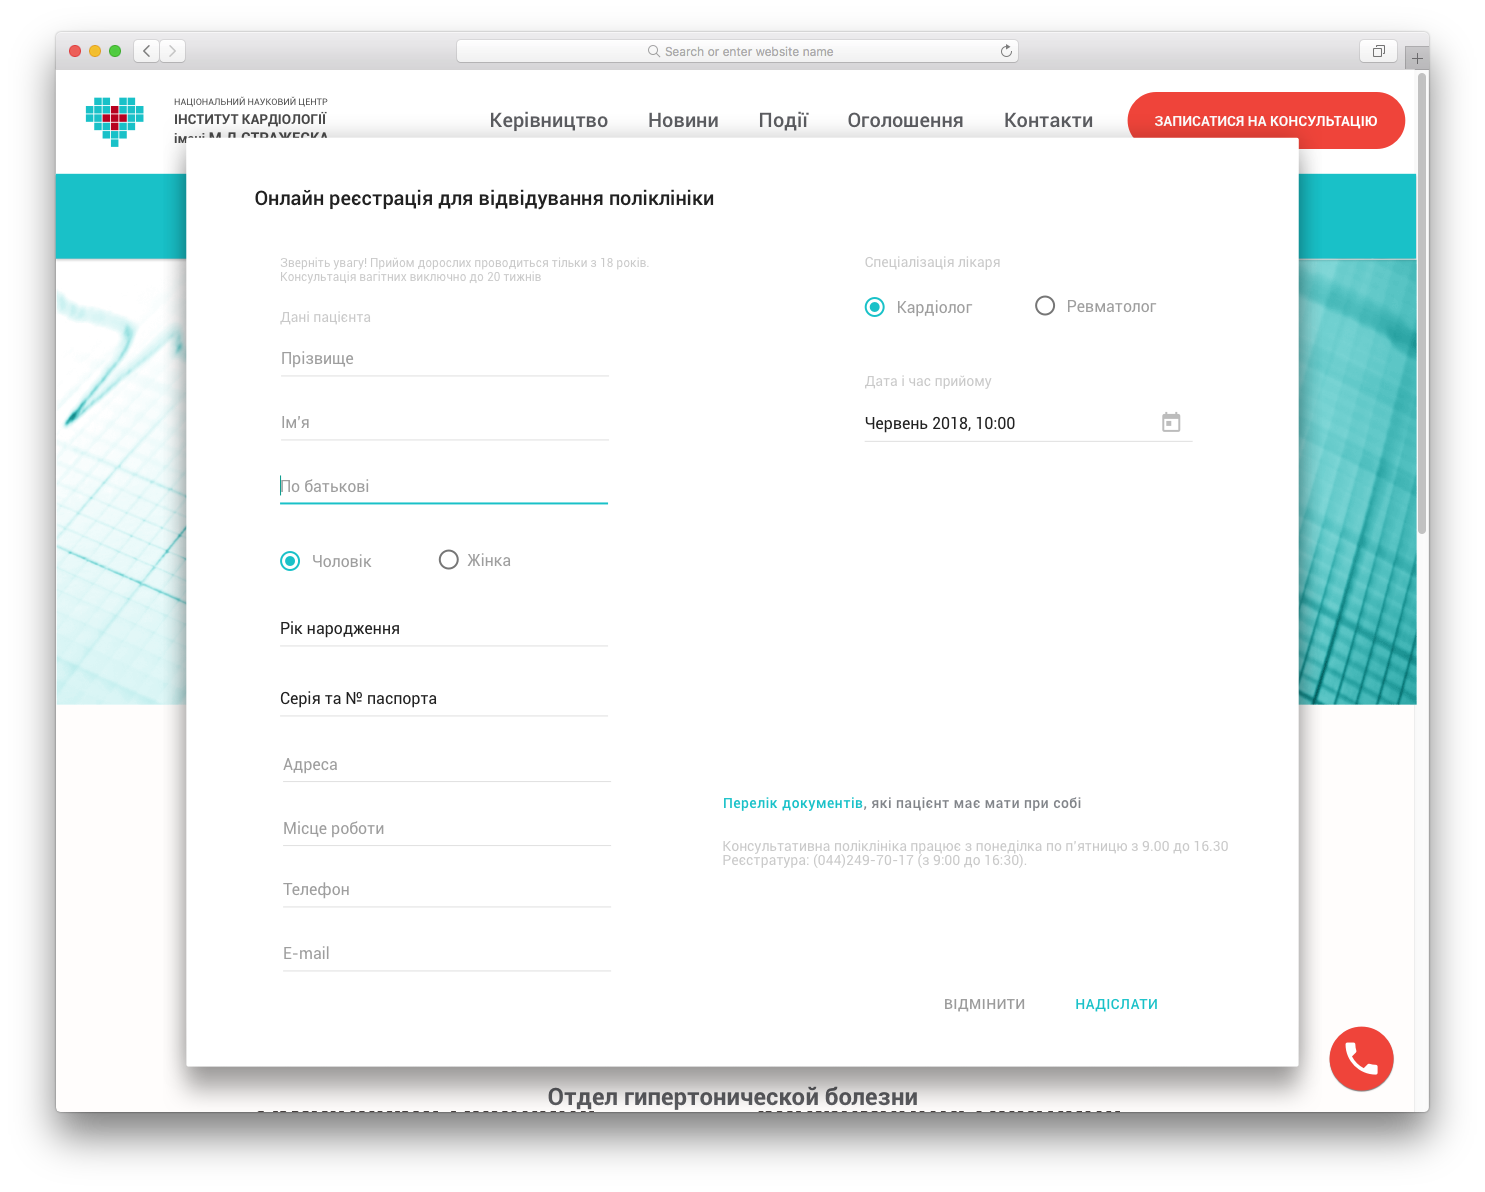 Search or enter website name
НАЦІОНАЛЬНИЙ НАУКОВИЙ ЦЕНТР
ІНСТИТУТ КАРДІОЛОГІЇ
імені М.Д.СТРАЖЕСКА
Керівництво
Новини
Події
Оголошення
Контакти
ЗАПИСАТИСЯ НА КОНСУЛЬТАЦІЮ
Онлайн реєстрація для відвідування поліклініки
Зверніть увагу! Прийом дорослих проводиться тільки з 18 років.
Консультація вагітних виключно до 20 тижнів
Дані пацієнта
Прізвище
Ім'я
По батькові
Чоловік
Жінка
Рік народження
Серія та № паспорта
Адреса
Місце роботи
Телефон
E-mail
Спеціалізація лікаря
Кардіолог
Ревматолог
Дата і час прийому
Червень 2018, 10:00
Перелік документів, які пацієнт має мати при собі
Консультативна поліклініка працює з понеділка по п'ятницю з 9.00 до 16.30
Реєстратура: (044)249-70-17 (з 9:00 до 16:30).
ВІДМІНИТИ
НАДІСЛАТИ
Отдел гипертонической болезни